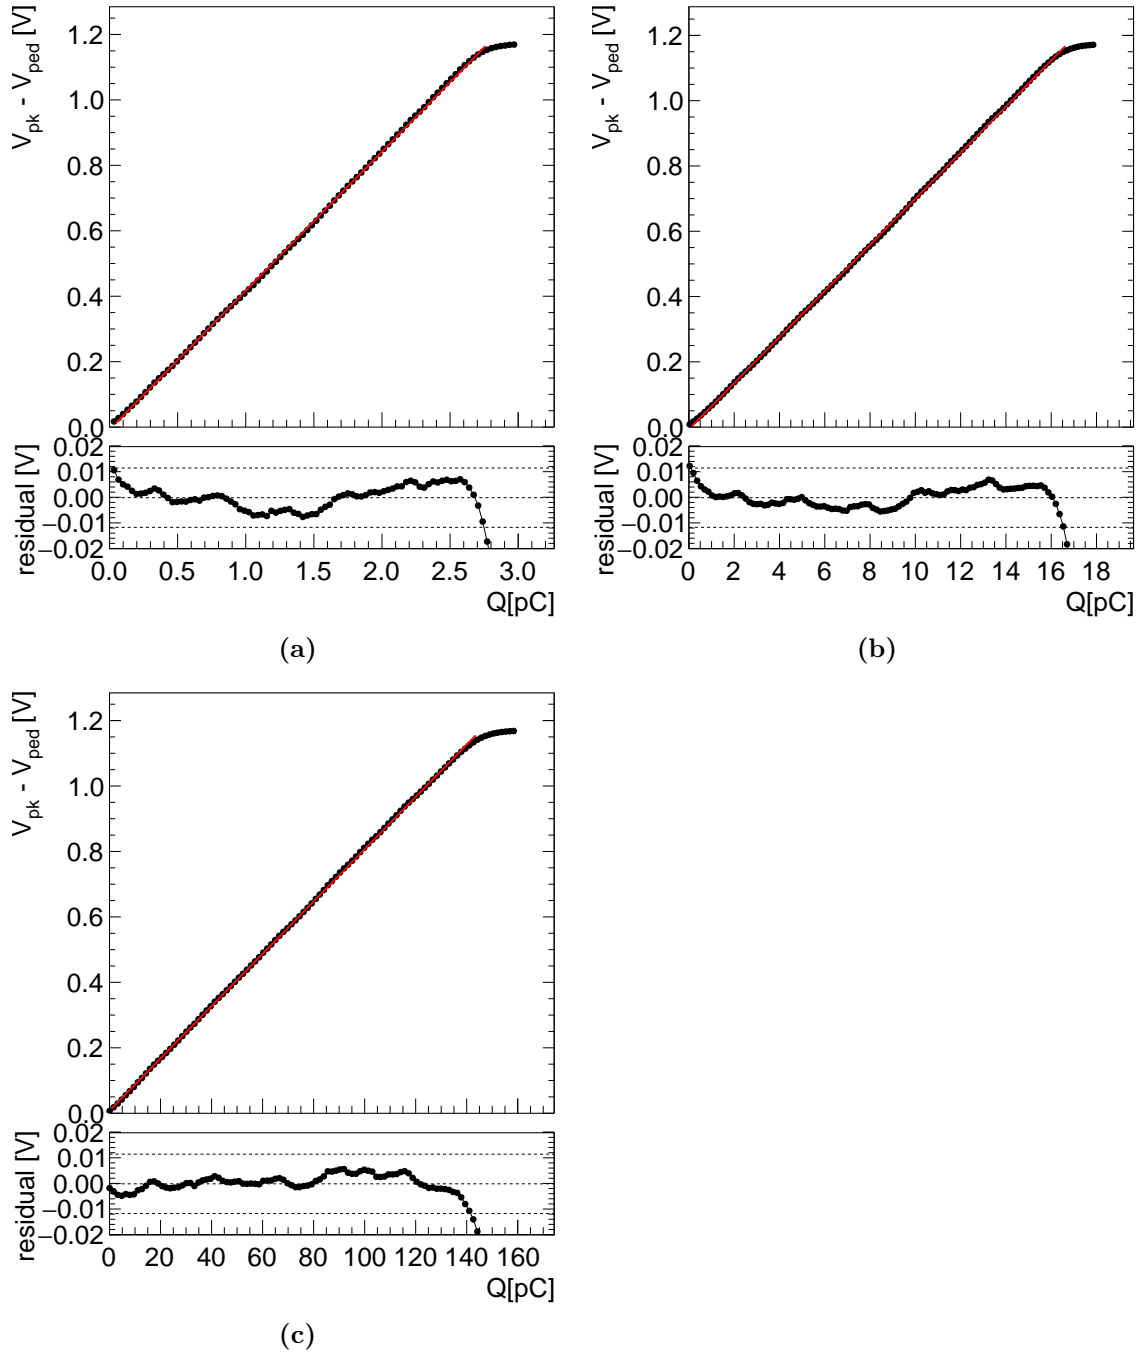 V_pk - V_ped [V]
1.2
1.0
0.8
0.6
0.4
0.2
0.0
residual [V]
0.02
0.01
0.00
−0.01
−0.02
0.0 0.5 1.0 1.5 2.0 2.5 3.0
Q[pC]
(a)
V_pk - V_ped [V]
1.2
1.0
0.8
0.6
0.4
0.2
0.0
residual [V]
0.02
0.01
0.00
−0.01
−0.02
0 2 4 6 8 10 12 14 16 18
Q[pC]
(b)
V_pk - V_ped [V]
1.2
1.0
0.8
0.6
0.4
0.2
0.0
residual [V]
0.02
0.01
0.00
−0.01
−0.02
0 20 40 60 80 100 120 140 160
Q[pC]
(c)